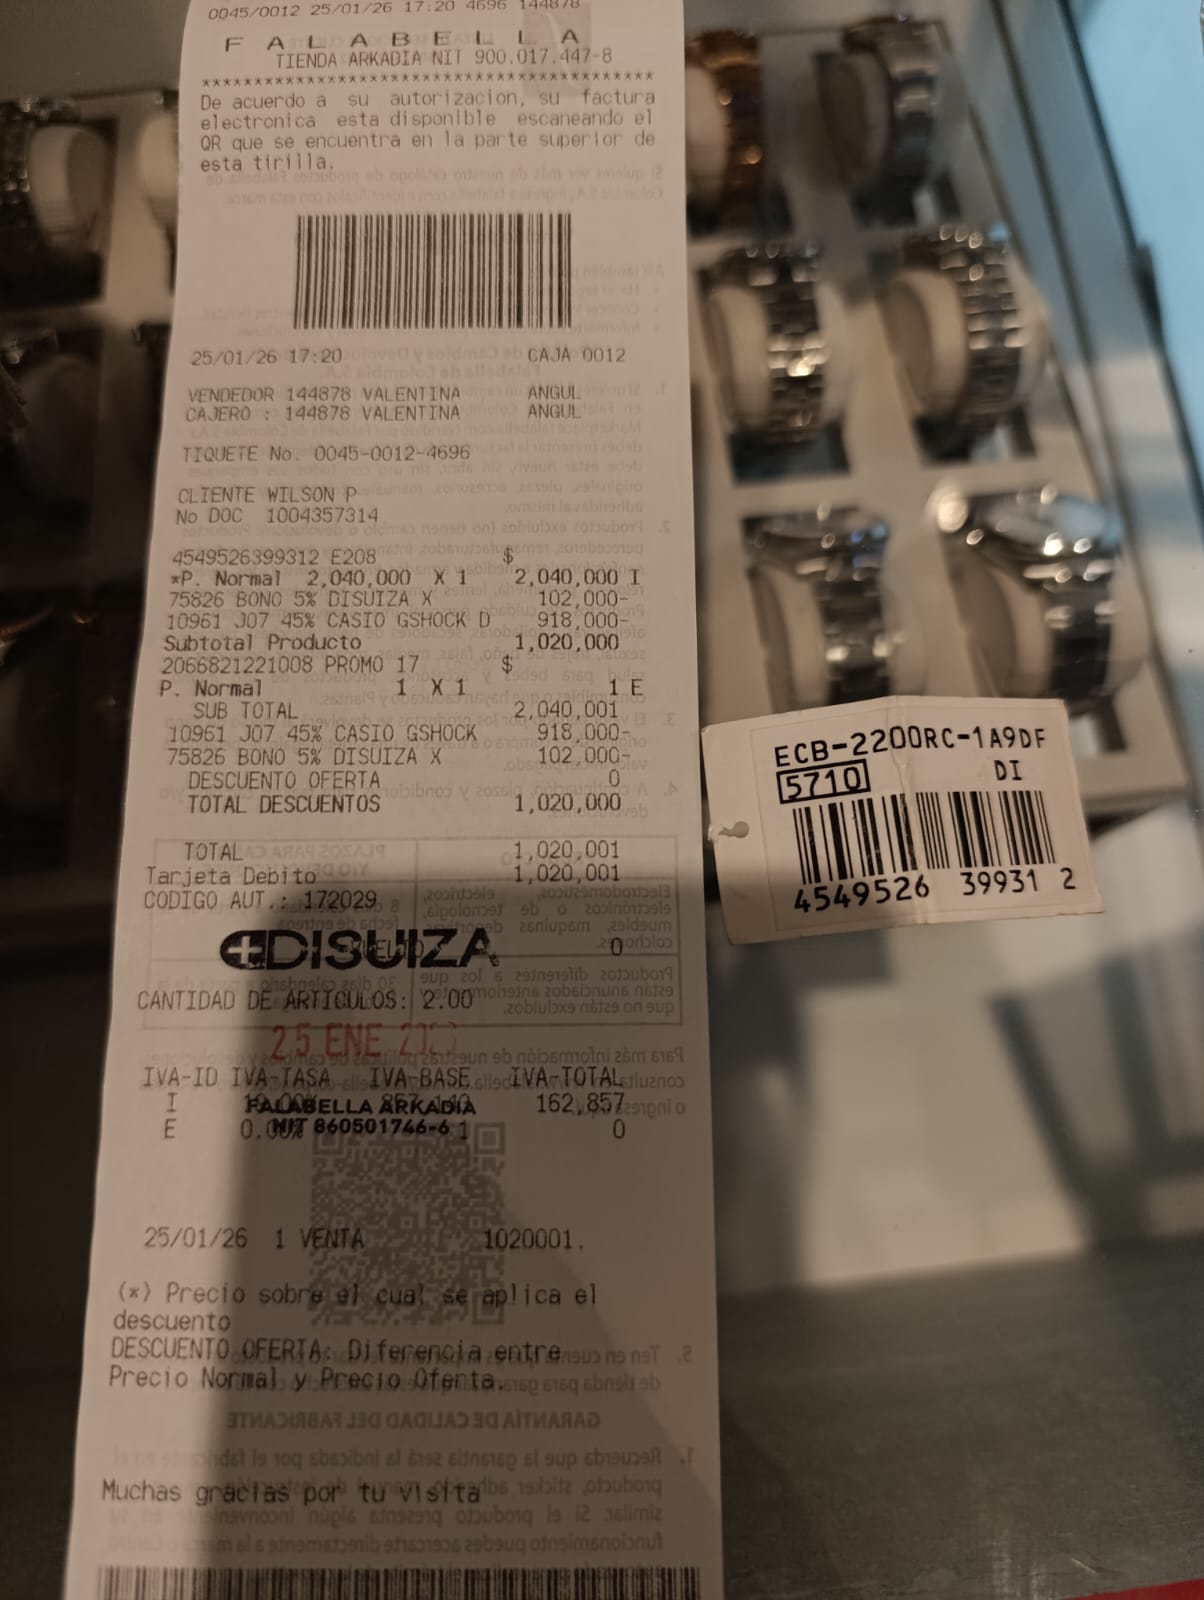 0045/0012 25/01/26 17:20 4696 144878
F A L A B E L L A
TIENDA ARKADIA NIT 900.017.447-8
******************************************
De acuerdo a su autorizacion, su factura
electronica esta disponible escaneando el
QR que se encuentra en la parte superior de
esta tirilla.
25/01/26 17:20 CAJA 0012
VENDEDOR 144878 VALENTINA ANGUL
CAJERO : 144878 VALENTINA ANGUL
TIQUETE No. 0045-0012-4696
CLIENTE WILSON P
No DOC 1004357314
4549526399312 E208 $
*P. Normal 2,040,000 X 1 2,040,000 I
75826 BONO 5% DISUIZA X 102,000-
10961 J07 45% CASIO GSHOCK D 918,000-
Subtotal Producto 1,020,000
2066821221008 PROMO 17 $
P. Normal 1 X 1 1 E
SUB TOTAL 2,040,001
10961 J07 45% CASIO GSHOCK 918,000-
75826 BONO 5% DISUIZA X 102,000-
DESCUENTO OFERTA 0
TOTAL DESCUENTOS 1,020,000
TOTAL 1,020,001
Tarjeta Debito 1,020,001
CODIGO AUT.: 172029
DISUIZA 0
CANTIDAD DE ARTICULOS: 2.00
25 ENE
IVA-ID IVA-TASA IVA-BASE IVA-TOTAL
I 162,857
FALABELLA ARKADIA
E 0.00% 1 0
NIT 860501746-6
25/01/26 1 VENTA 1020001.
(*) Precio sobre el cual se aplica el
descuento
DESCUENTO OFERTA: Diferencia entre
Precio Normal y Precio Oferta.
Muchas gracias por tu visita
ECB-2200RC-1A9DF
5710 DI
4549526 39931 2